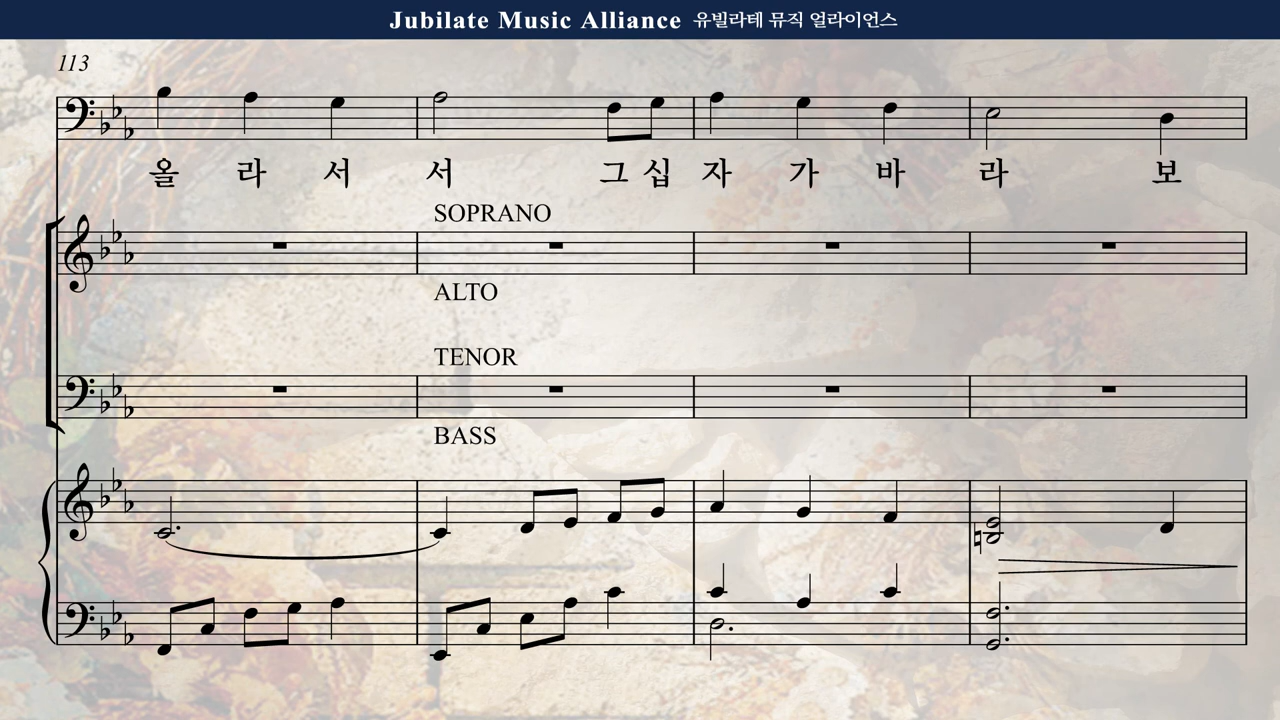 Jubilate Music Alliance 유빌라테 뮤직 얼라이언스
113
올 라 서 서 그 십 자 가 바 라 보
SOPRANO
ALTO
TENOR
BASS